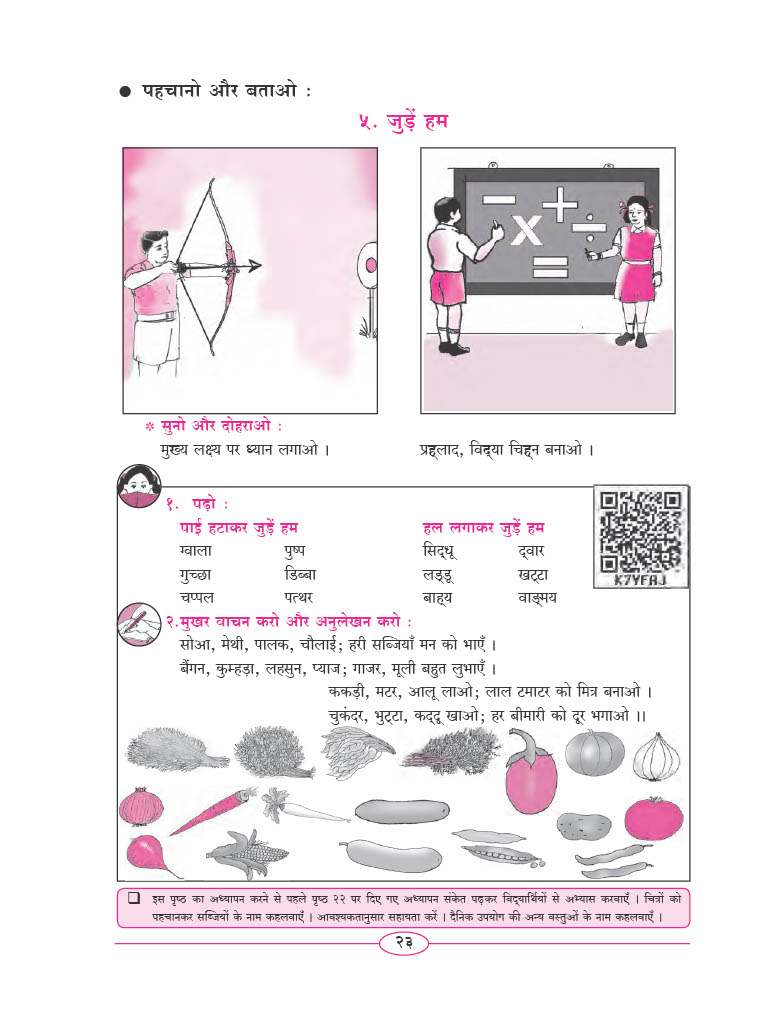 ● पहचानो और बताओ :
५. जुड़ें हम
− + x ÷ =
* सुनो और दोहराओ :
मुख्य लक्ष्य पर ध्यान लगाओ ।
प्रह्‌लाद, विद्‌या चिह्‌न बनाओ ।
१. पढ़ो :
पाई हटाकर जुड़ें हम
हल लगाकर जुड़ें हम
ग्वाला पुष्प सिद्‌धू द्‌वार
गुच्छा डिब्बा लड्‌डू खट्‌टा
चप्पल पत्थर बाह्‌य वाङ्‌मय
K7YFAJ
२.मुखर वाचन करो और अनुलेखन करो :
सोआ, मेथी, पालक, चौलाई; हरी सब्जियाँ मन को भाएँ ।
बैंगन, कुम्हड़ा, लहसुन, प्याज; गाजर, मूली बहुत लुभाएँ ।
ककड़ी, मटर, आलू लाओ; लाल टमाटर को मित्र बनाओ ।
चुकंदर, भुट्‌टा, कद्‌दू खाओ; हर बीमारी को दूर भगाओ ।।
❑ इस पृष्ठ का अध्यापन करने से पहले पृष्ठ २२ पर दिए गए अध्यापन संकेत पढ़कर विद्‌यार्थियों से अभ्यास करवाएँ । चित्रों को
पहचानकर सब्जियों के नाम कहलवाएँ । आवश्यकतानुसार सहायता करें । दैनिक उपयोग की अन्य वस्तुओं के नाम कहलवाएँ ।
२३